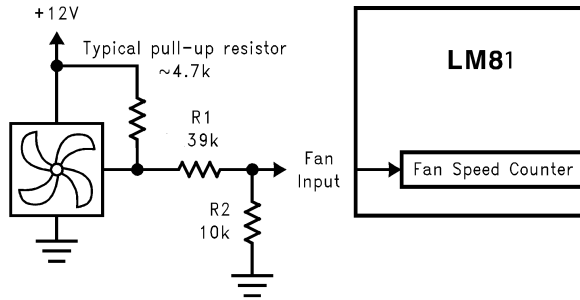 +12V
Typical pull-up resistor
~4.7k
R1
39k
R2
10k
Fan
Input
LM81
Fan Speed Counter